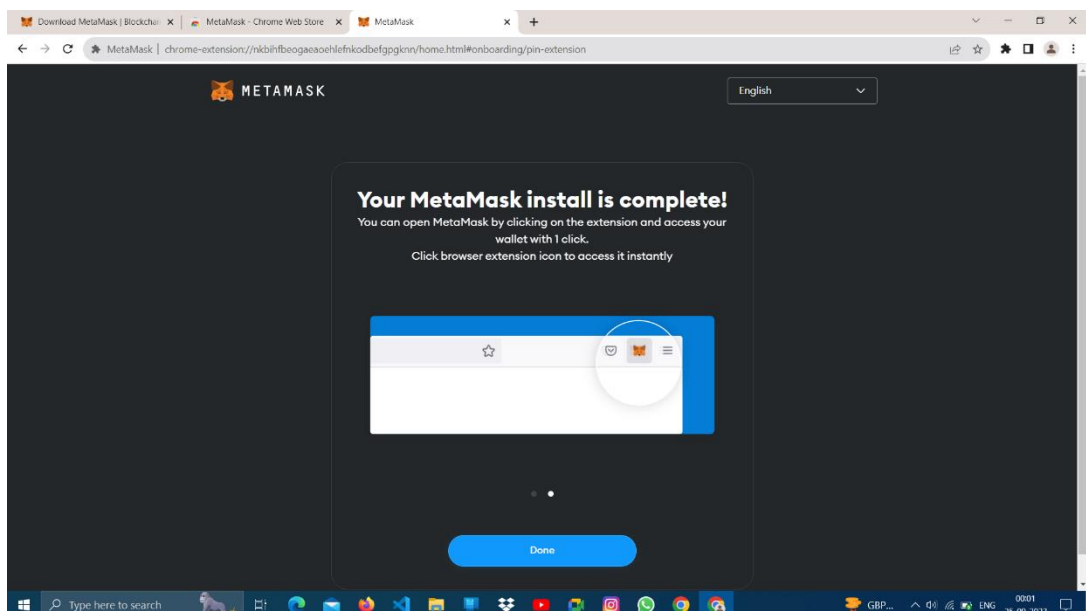 Download MetaMask | Blockchai
MetaMask - Chrome Web Store
MetaMask
MetaMask | chrome-extension://nkbihfbeogaeaoehlefnkodbefgpgknn/home.html#onboarding/pin-extension
METAMASK
English
Your MetaMask install is complete!
You can open MetaMask by clicking on the extension and access your
wallet with 1 click.
Click browser extension icon to access it instantly
Done
Type here to search
GBP...
ENG
00:01